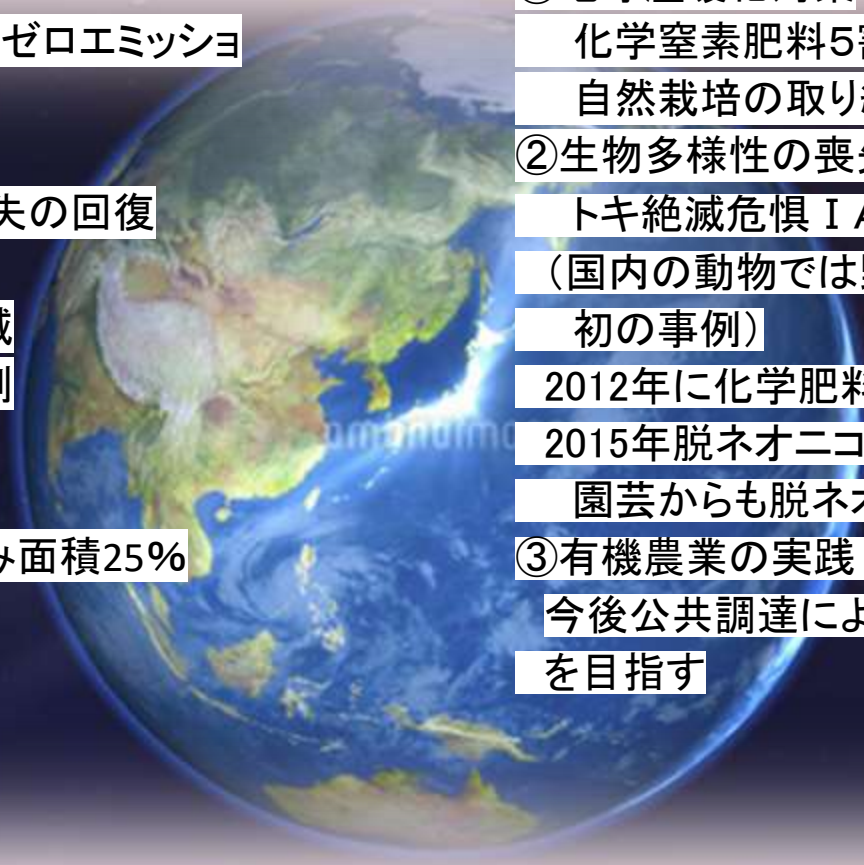 ゼロエミッショ
の回復
み面積25%
化学窒素肥料5
自然栽培の取り
②生物多様性の喪
トキ絶滅危惧ⅠA
（国内の動物では
初の事例）
2012年に化学肥料
2015年脱ネオニコ
園芸からも脱ネオ
③有機農業の実践
今後公共調達によ
を目指す